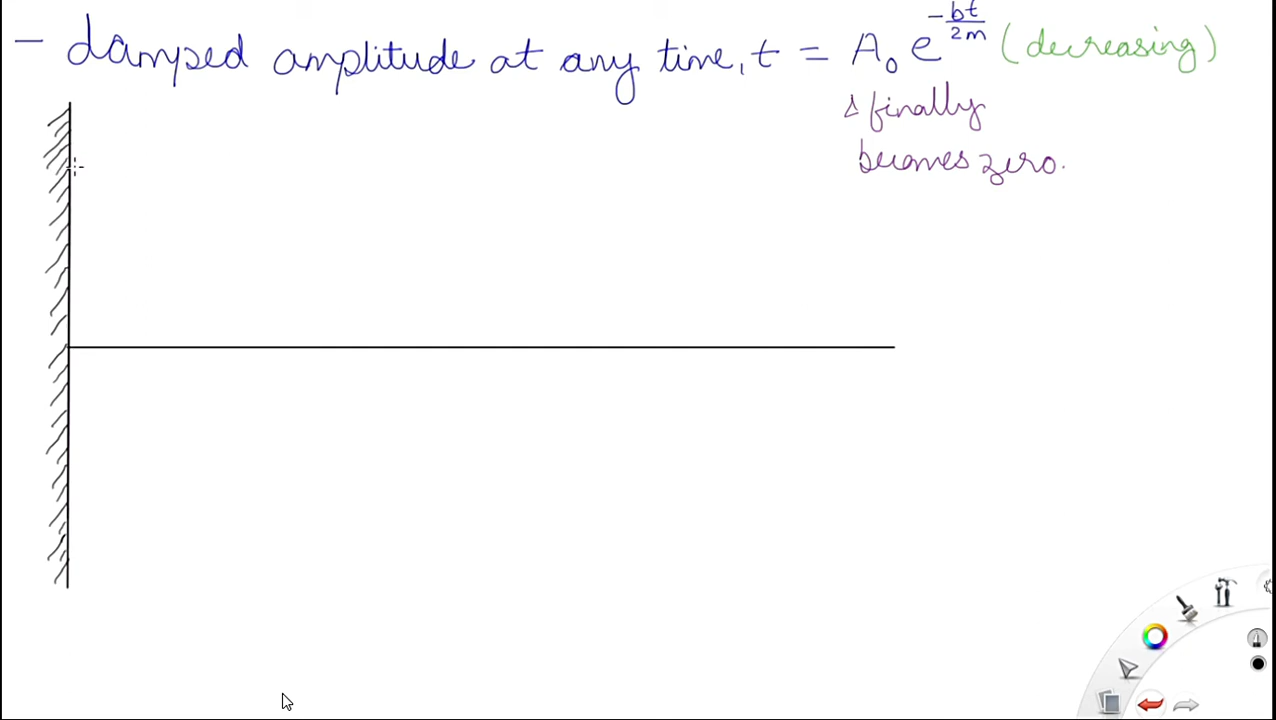 - damped amplitude at any time, t = A₀ e^(-bt/2m) (decreasing)
& finally
becomes zero.